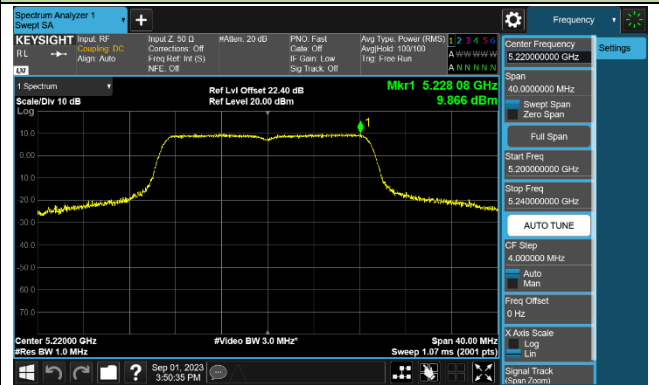 Spectrum Analyzer 1
Swept SA
Frequency
KEYSIGHT
RL
LXI
Input: RF
Coupling: DC
Align: Auto
Input Z: 50 Ω
Corrections: Off
Freq Ref: Int (S)
NFE: Off
#Atten: 20 dB
PNO: Fast
Gate: Off
IF Gain: Low
Sig Track: Off
Avg Type: Power (RMS)
Avg|Hold: 100/100
Trig: Free Run
1 2 3 4 5 6
A W W W W W
A N N N N N
1 Spectrum
Scale/Div 10 dB
Log
Ref Lvl Offset 22.40 dB
Ref Level 20.00 dBm
Mkr1 5.228 08 GHz
9.866 dBm
1
10.0
0.00
-10.0
-20.0
-30.0
-40.0
-50.0
-60.0
-70.0
Center 5.22000 GHz
#Res BW 1.0 MHz
#Video BW 3.0 MHz*
Span 40.00 MHz
Sweep 1.07 ms (2001 pts)
Sep 01, 2023
3:50:35 PM
Center Frequency
5.220000000 GHz
Span
40.0000000 MHz
Swept Span
Zero Span
Full Span
Start Freq
5.200000000 GHz
Stop Freq
5.240000000 GHz
AUTO TUNE
CF Step
4.000000 MHz
Auto
Man
Freq Offset
0 Hz
X Axis Scale
Log
Lin
Signal Track
(Span Zoom)
Settings